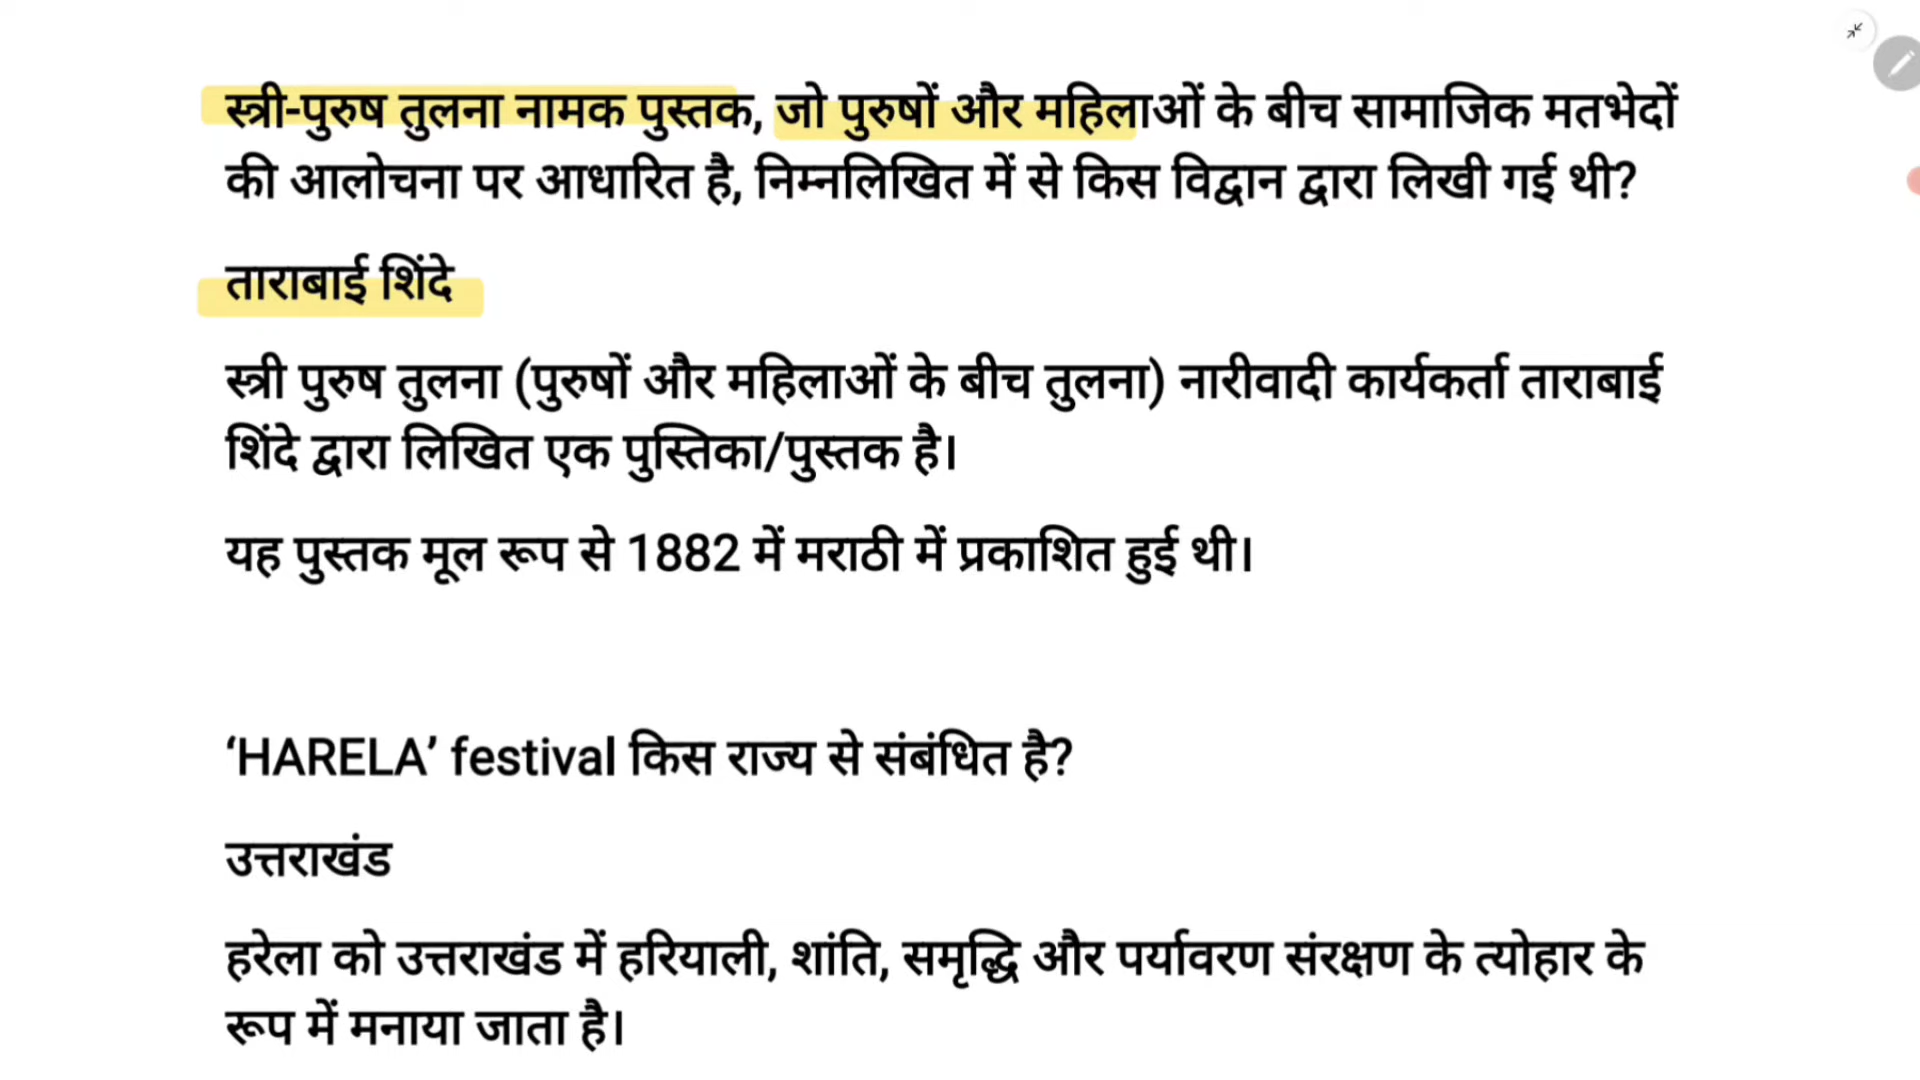 स्त्री-पुरुष तुलना नामक पुस्तक, जो पुरुषों और महिलाओं के बीच सामाजिक मतभेदों
की आलोचना पर आधारित है, निम्नलिखित में से किस विद्वान द्वारा लिखी गई थी?
ताराबाई शिंदे
स्त्री पुरुष तुलना (पुरुषों और महिलाओं के बीच तुलना) नारीवादी कार्यकर्ता ताराबाई
शिंदे द्वारा लिखित एक पुस्तिका/पुस्तक है।
यह पुस्तक मूल रूप से 1882 में मराठी में प्रकाशित हुई थी।
‘HARELA’ festival किस राज्य से संबंधित है?
उत्तराखंड
हरेला को उत्तराखंड में हरियाली, शांति, समृद्धि और पर्यावरण संरक्षण के त्योहार के
रूप में मनाया जाता है।